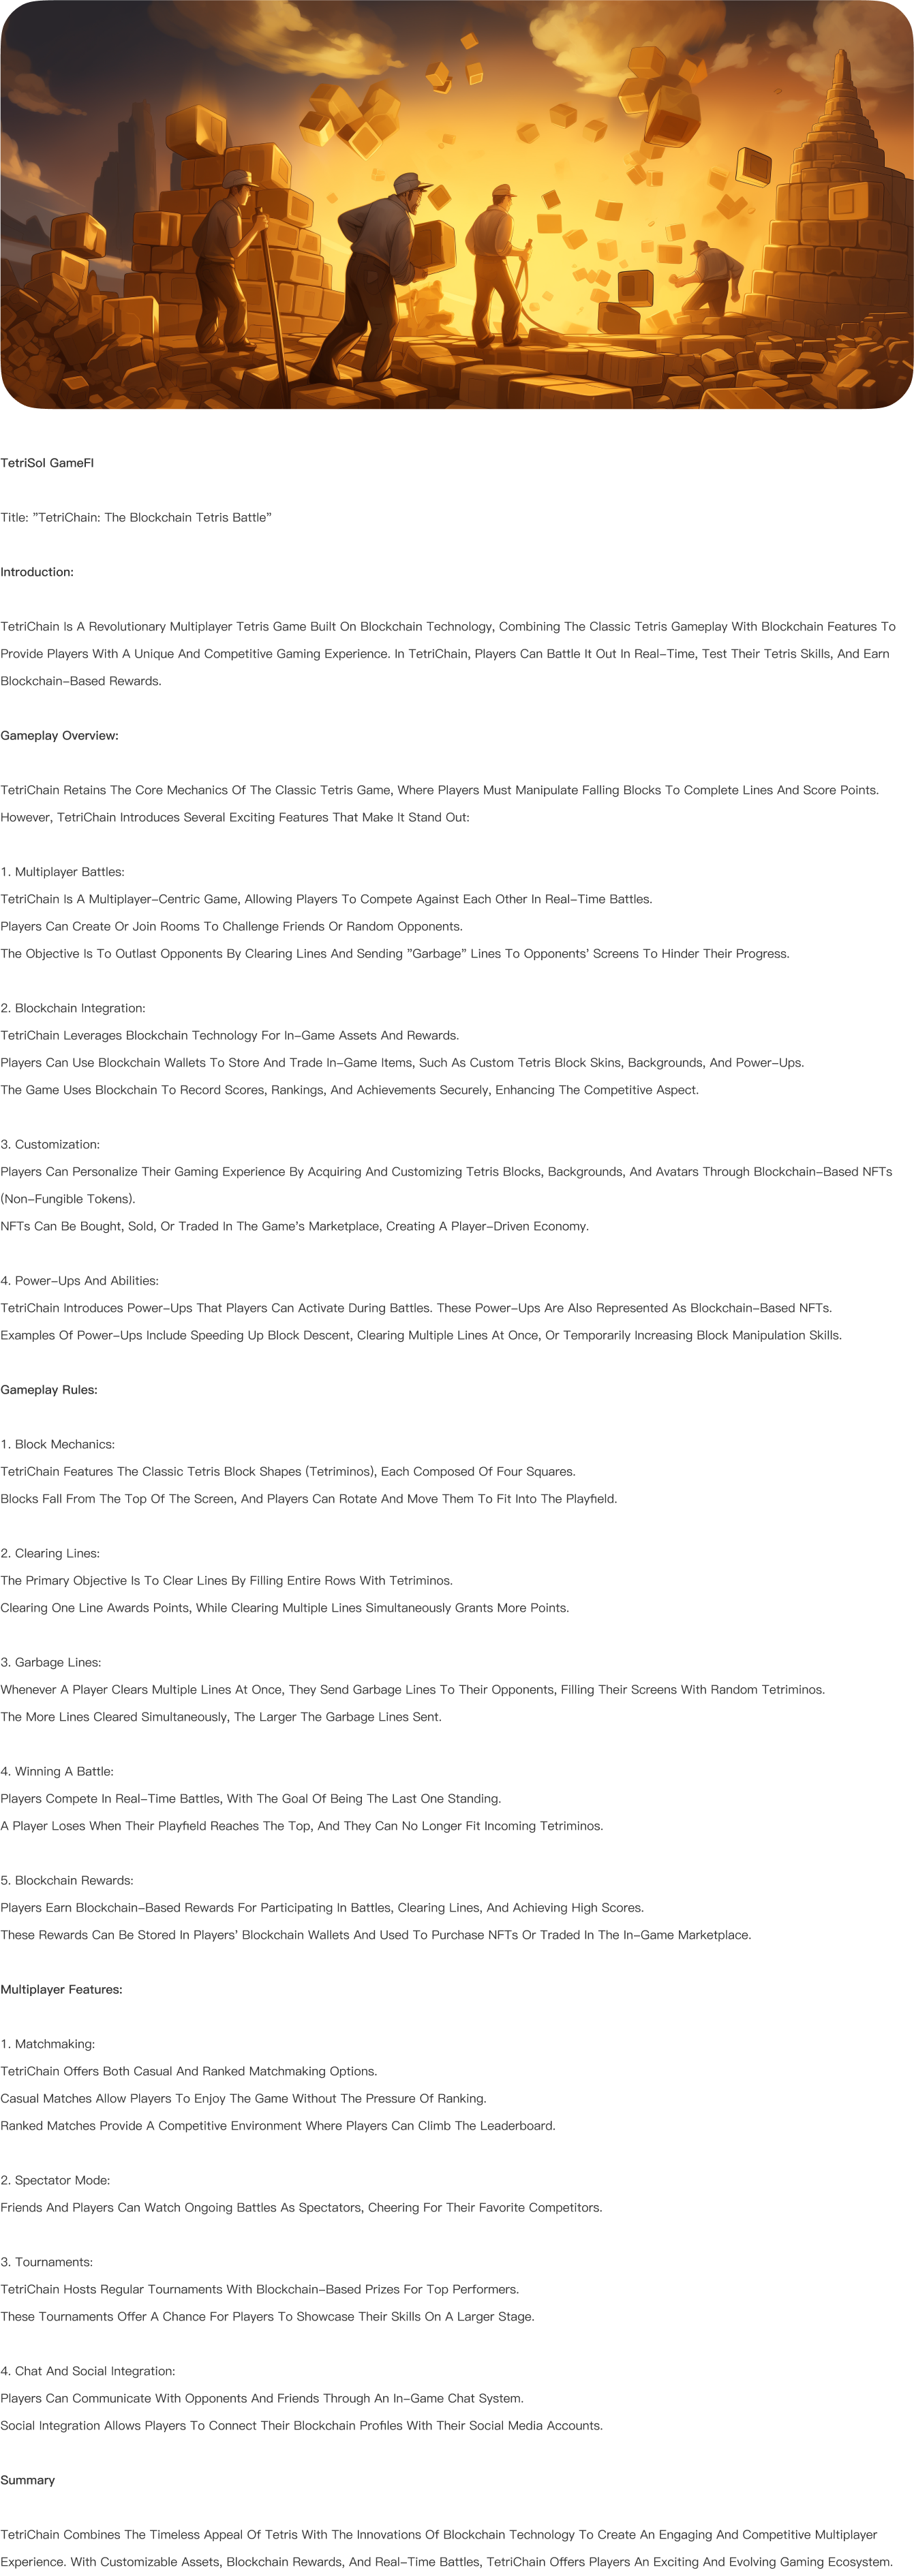 TetriSol GameFI
Title: ”TetriChain: The Blockchain Tetris Battle”
Introduction:
TetriChain Is A Revolutionary Multiplayer Tetris Game Built On Blockchain Technology, Combining The Classic Tetris Gameplay With Blockchain Features To
Provide Players With A Unique And Competitive Gaming Experience. In TetriChain, Players Can Battle It Out In Real-Time, Test Their Tetris Skills, And Earn
Blockchain-Based Rewards.
Gameplay Overview:
TetriChain Retains The Core Mechanics Of The Classic Tetris Game, Where Players Must Manipulate Falling Blocks To Complete Lines And Score Points.
However, TetriChain Introduces Several Exciting Features That Make It Stand Out:
1. Multiplayer Battles:
TetriChain Is A Multiplayer-Centric Game, Allowing Players To Compete Against Each Other In Real-Time Battles.
Players Can Create Or Join Rooms To Challenge Friends Or Random Opponents.
The Objective Is To Outlast Opponents By Clearing Lines And Sending ”Garbage” Lines To Opponents’ Screens To Hinder Their Progress.
2. Blockchain Integration:
TetriChain Leverages Blockchain Technology For In-Game Assets And Rewards.
Players Can Use Blockchain Wallets To Store And Trade In-Game Items, Such As Custom Tetris Block Skins, Backgrounds, And Power-Ups.
The Game Uses Blockchain To Record Scores, Rankings, And Achievements Securely, Enhancing The Competitive Aspect.
3. Customization:
Players Can Personalize Their Gaming Experience By Acquiring And Customizing Tetris Blocks, Backgrounds, And Avatars Through Blockchain-Based NFTs
(Non-Fungible Tokens).
NFTs Can Be Bought, Sold, Or Traded In The Game’s Marketplace, Creating A Player-Driven Economy.
4. Power-Ups And Abilities:
TetriChain Introduces Power-Ups That Players Can Activate During Battles. These Power-Ups Are Also Represented As Blockchain-Based NFTs.
Examples Of Power-Ups Include Speeding Up Block Descent, Clearing Multiple Lines At Once, Or Temporarily Increasing Block Manipulation Skills.
Gameplay Rules:
1. Block Mechanics:
TetriChain Features The Classic Tetris Block Shapes (Tetriminos), Each Composed Of Four Squares.
Blocks Fall From The Top Of The Screen, And Players Can Rotate And Move Them To Fit Into The Playfield.
2. Clearing Lines:
The Primary Objective Is To Clear Lines By Filling Entire Rows With Tetriminos.
Clearing One Line Awards Points, While Clearing Multiple Lines Simultaneously Grants More Points.
3. Garbage Lines:
Whenever A Player Clears Multiple Lines At Once, They Send Garbage Lines To Their Opponents, Filling Their Screens With Random Tetriminos.
The More Lines Cleared Simultaneously, The Larger The Garbage Lines Sent.
4. Winning A Battle:
Players Compete In Real-Time Battles, With The Goal Of Being The Last One Standing.
A Player Loses When Their Playfield Reaches The Top, And They Can No Longer Fit Incoming Tetriminos.
5. Blockchain Rewards:
Players Earn Blockchain-Based Rewards For Participating In Battles, Clearing Lines, And Achieving High Scores.
These Rewards Can Be Stored In Players’ Blockchain Wallets And Used To Purchase NFTs Or Traded In The In-Game Marketplace.
Multiplayer Features:
1. Matchmaking:
TetriChain Offers Both Casual And Ranked Matchmaking Options.
Casual Matches Allow Players To Enjoy The Game Without The Pressure Of Ranking.
Ranked Matches Provide A Competitive Environment Where Players Can Climb The Leaderboard.
2. Spectator Mode:
Friends And Players Can Watch Ongoing Battles As Spectators, Cheering For Their Favorite Competitors.
3. Tournaments:
TetriChain Hosts Regular Tournaments With Blockchain-Based Prizes For Top Performers.
These Tournaments Offer A Chance For Players To Showcase Their Skills On A Larger Stage.
4. Chat And Social Integration:
Players Can Communicate With Opponents And Friends Through An In-Game Chat System.
Social Integration Allows Players To Connect Their Blockchain Profiles With Their Social Media Accounts.
Summary
TetriChain Combines The Timeless Appeal Of Tetris With The Innovations Of Blockchain Technology To Create An Engaging And Competitive Multiplayer
Experience. With Customizable Assets, Blockchain Rewards, And Real-Time Battles, TetriChain Offers Players An Exciting And Evolving Gaming Ecosystem.